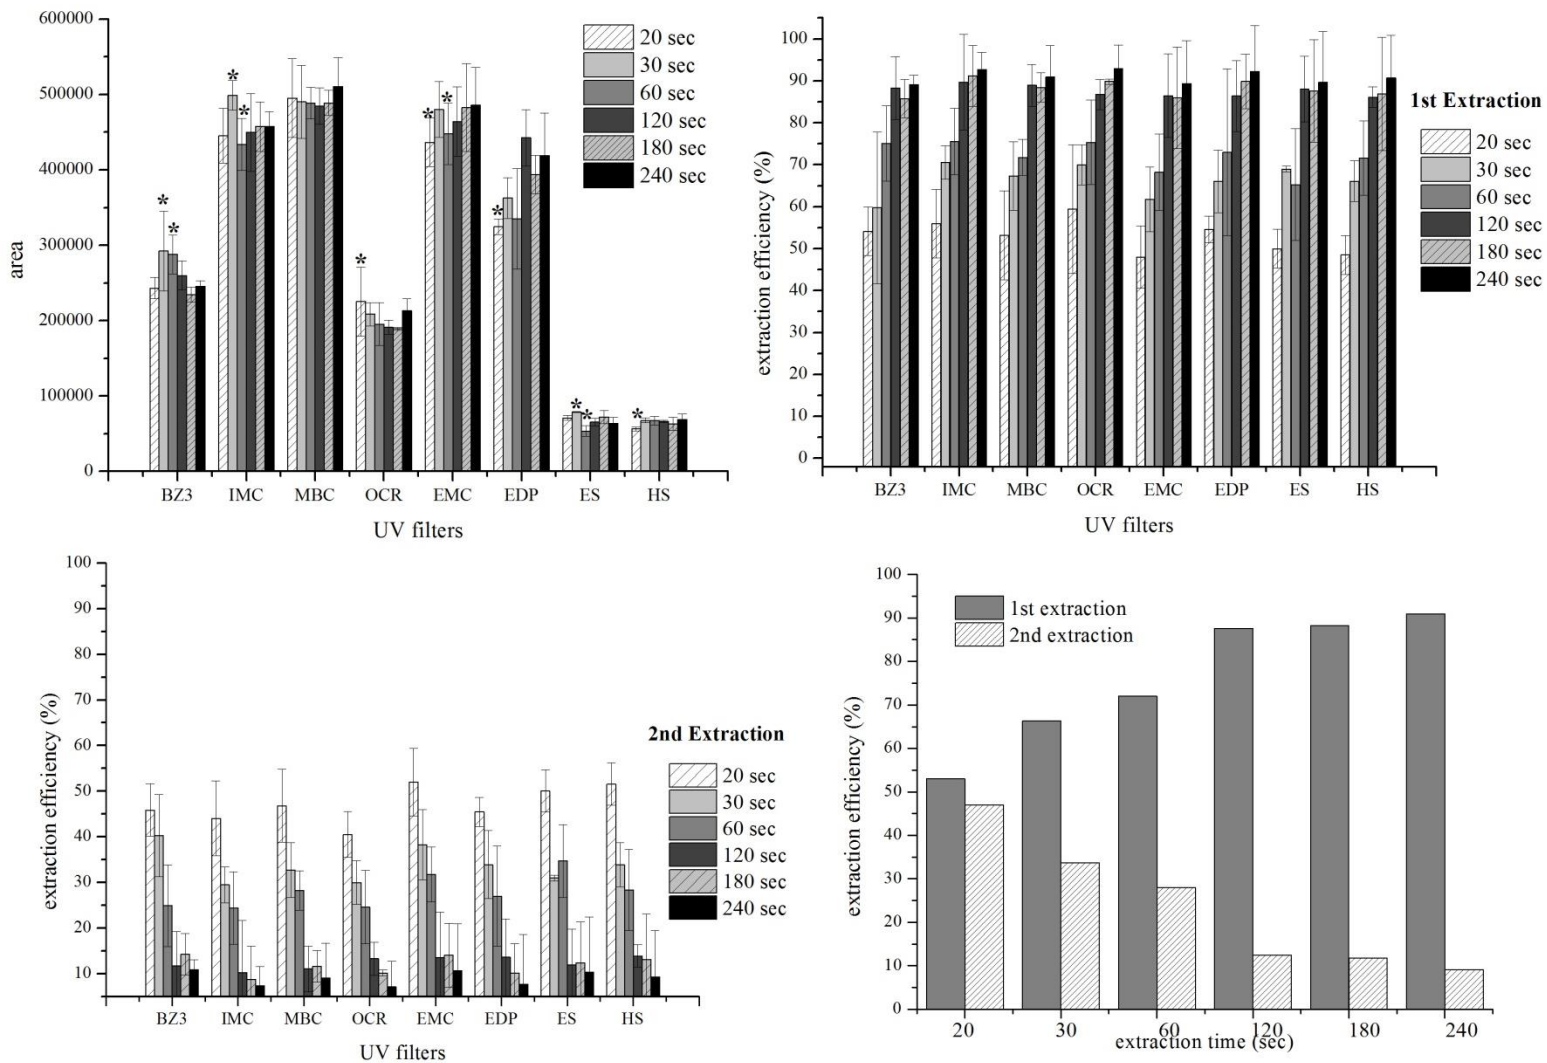 600000
500000
400000
300000
200000
100000
0
area
20 sec
30 sec
60 sec
120 sec
180 sec
240 sec
* * * * * * * * * * *
BZ3 IMC MBC OCR EMC EDP ES HS
UV filters
100
90
80
70
60
50
40
30
20
10
0
extraction efficiency (%)
1st Extraction
20 sec
30 sec
60 sec
120 sec
180 sec
240 sec
BZ3 IMC MBC OCR EMC EDP ES HS
UV filters
100
90
80
70
60
50
40
30
20
10
extraction efficiency (%)
2nd Extraction
20 sec
30 sec
60 sec
120 sec
180 sec
240 sec
BZ3 IMC MBC OCR EMC EDP ES HS
UV filters
100
90
80
70
60
50
40
30
20
10
0
extraction efficiency (%)
1st extraction
2nd extraction
20 30 60 120 180 240
extraction time (sec)